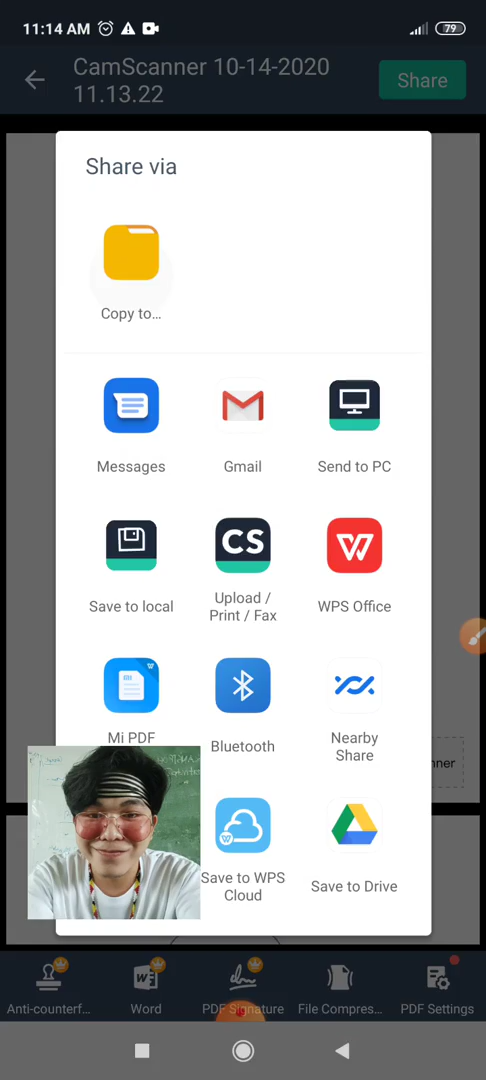 11:14 AM
79
CamScanner 10-14-2020
11.13.22
Share
Share via
Copy to...
Messages
Gmail
Send to PC
CS
Save to local
Upload /
Print / Fax
WPS Office
Mi PDF
Bluetooth
Nearby
Share
nner
Save to WPS
Cloud
Save to Drive
Anti-counterf...
Word
PDF Signature
File Compres...
PDF Settings